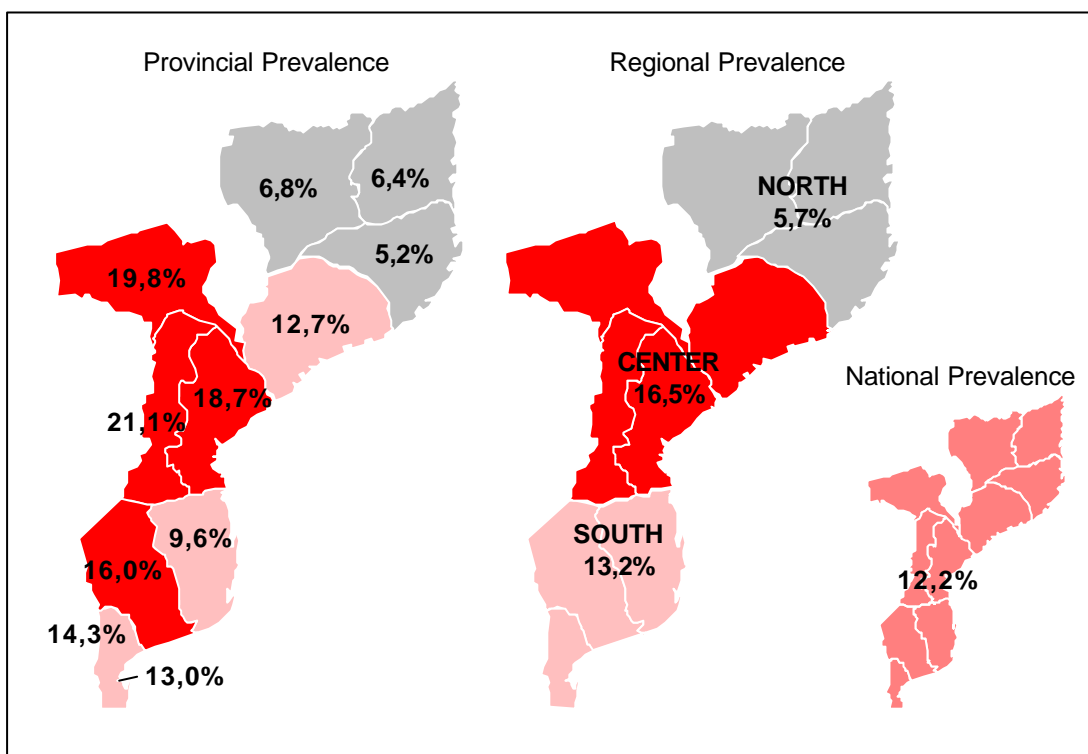 Provincial Prevalence
6,8%
6,4%
5,2%
19,8%
12,7%
18,7%
21,1%
9,6%
16,0%
14,3%
13,0%
Regional Prevalence
NORTH
5,7%
CENTER
16,5%
SOUTH
13,2%
National Prevalence
12,2%